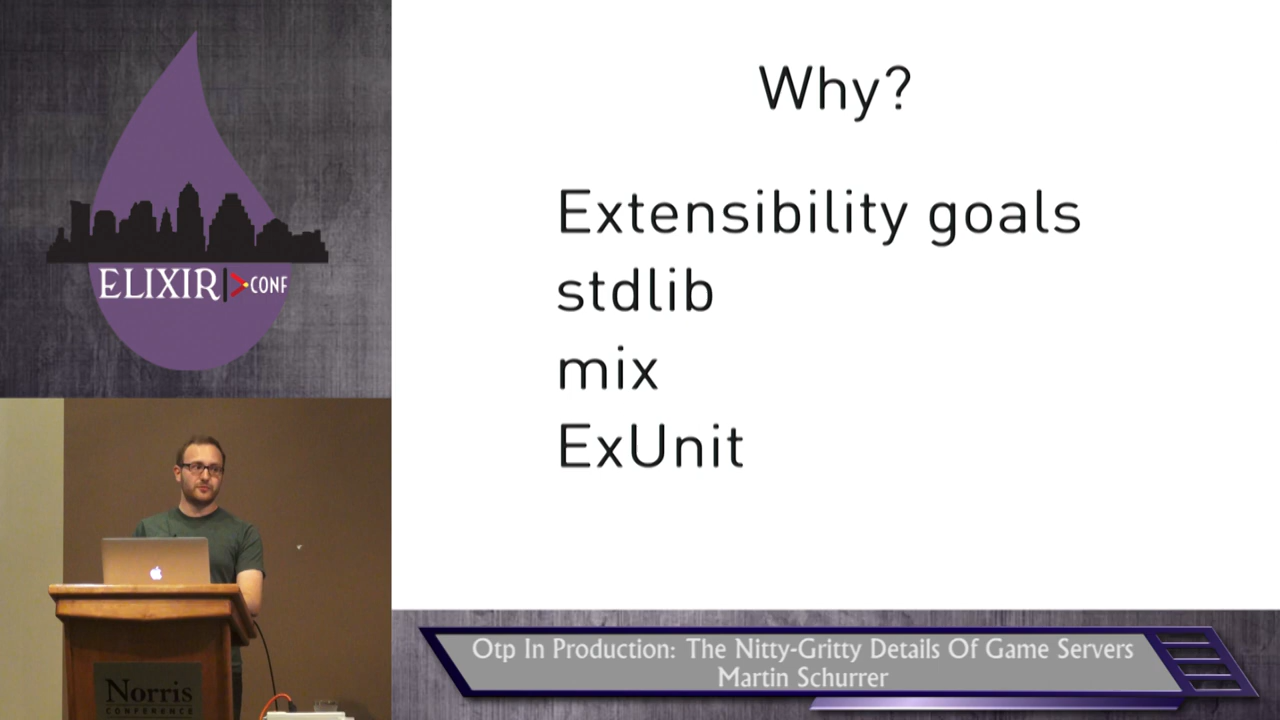 ELIXIR CONF
Why?
Extensibility goals
stdlib
mix
ExUnit
Norris
CONFERENCE
Otp In Production: The Nitty-Gritty Details Of Game Servers
Martin Schurrer